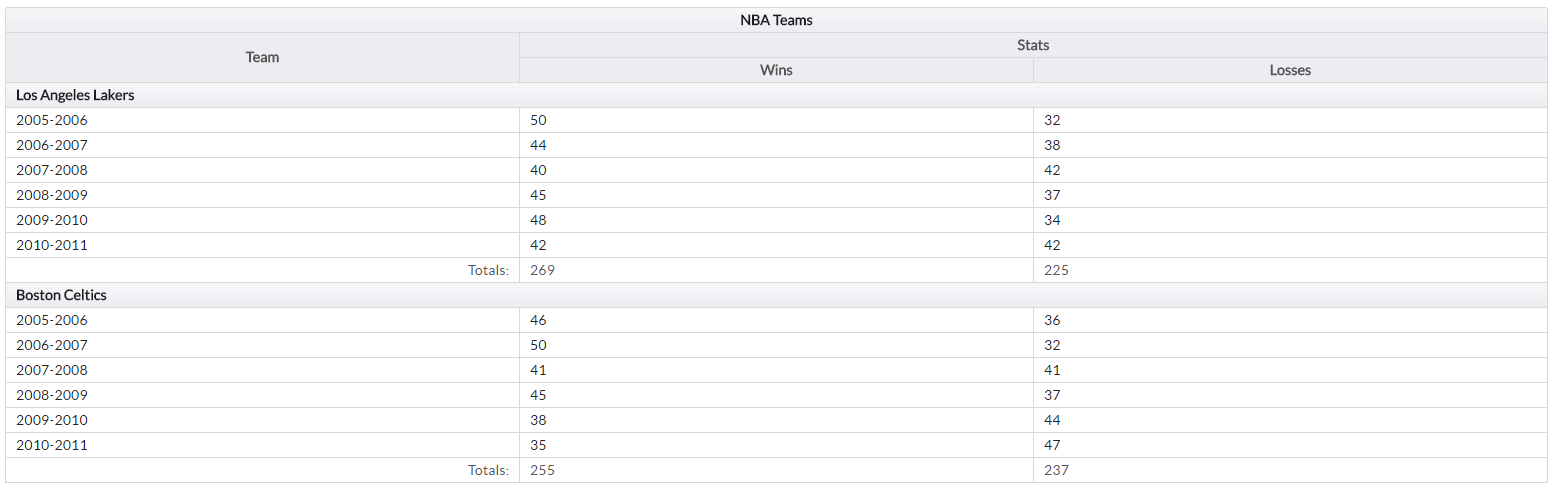 NBA Teams
Team
Stats
Wins Losses
Los Angeles Lakers
2005-2006 50 32
2006-2007 44 38
2007-2008 40 42
2008-2009 45 37
2009-2010 48 34
2010-2011 42 42
Totals: 269 225
Boston Celtics
2005-2006 46 36
2006-2007 50 32
2007-2008 41 41
2008-2009 45 37
2009-2010 38 44
2010-2011 35 47
Totals: 255 237